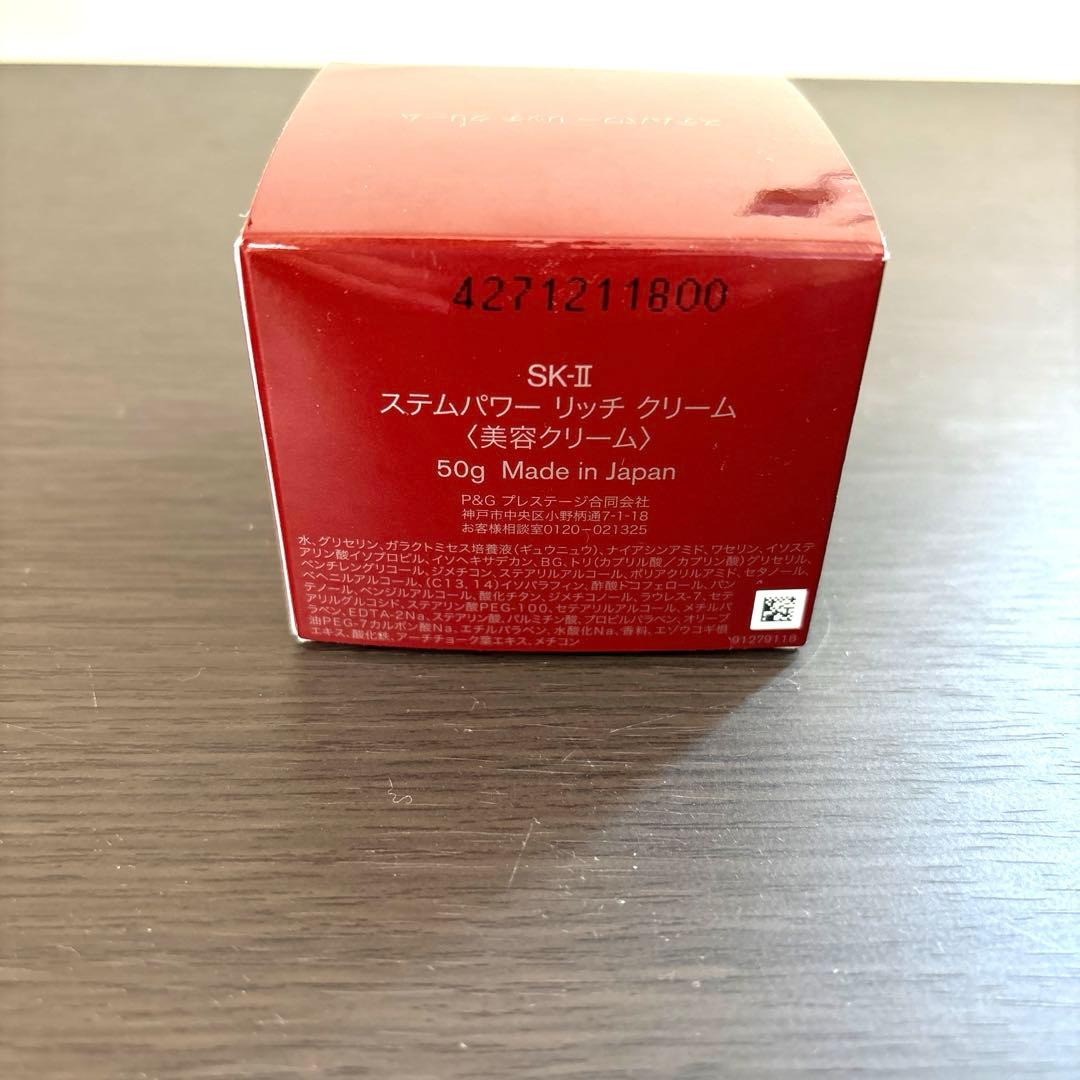 ステムパワー リッチ クリーム
4271211800
SK-II
ステムパワー リッチ クリーム
〈美容クリーム〉
50g Made in Japan
P&G プレステージ合同会社
神戸市中央区小野柄通7-1-18
お客様相談室0120-021325
水、グリセリン、ガラクトミセス培養液(ギュウニュウ)、ナイアシンアミド、ワセリン、イソステ
アリン酸イソプロピル、イソヘキサデカン、BG、トリ(カプリル酸/カプリン酸)グリセリル、
ペンチレングリコール、ジメチコン、ステアリルアルコール、ポリアクリルアミド、セタノール、
ベヘニルアルコール、(C13,14)イソパラフィン、酢酸トコフェロール、パン
テノール、ベンジルアルコール、酸化チタン、ジメチコノール、ラウレス-7、セテ
アリルグルコシド、ステアリン酸PEG-100、セテアリルアルコール、メチルパ
ラベン、EDTA-2Na、ステアリン酸、パルミチン酸、プロピルパラベン、オリーブ
油PEG-7カルボン酸Na、エチルパラベン、水酸化Na、香料、エゾウコギ根
エキス、酸化鉄、アーチチョーク葉エキス、メチコン
91279116